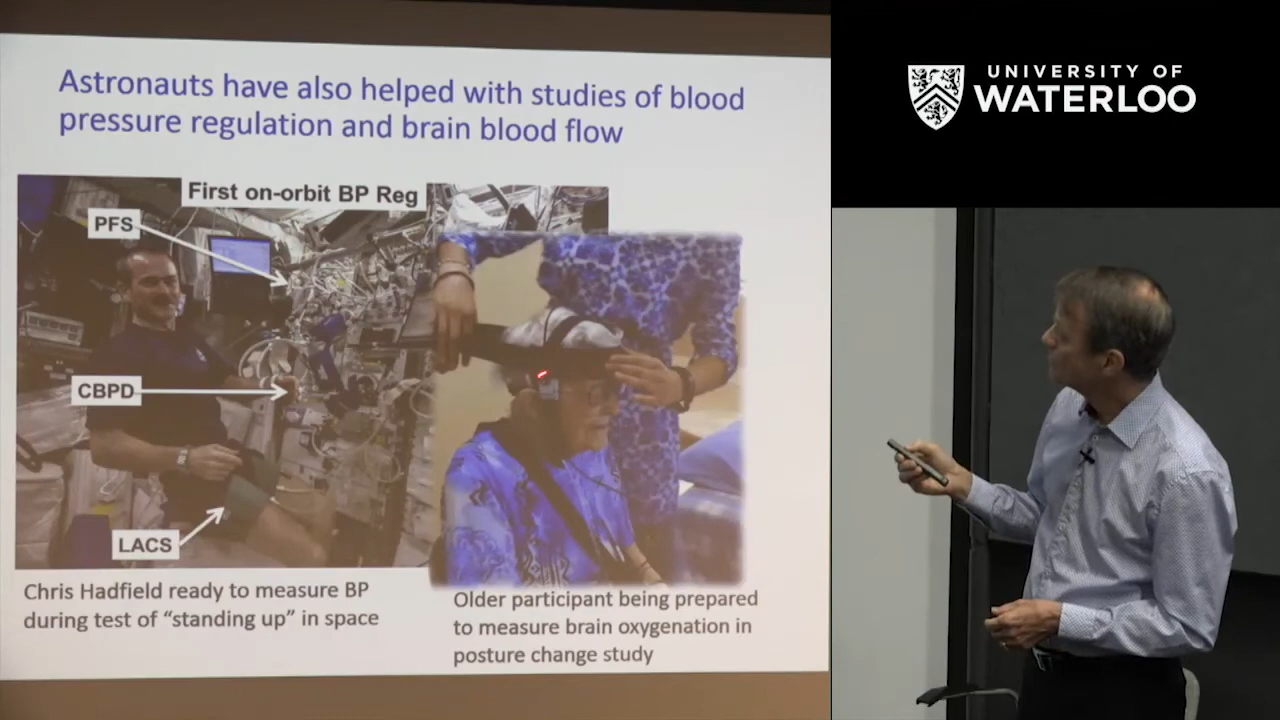 Astronauts have also helped with studies of blood
pressure regulation and brain blood flow
First on-orbit BP Reg
PFS
CBPD
LACS
Chris Hadfield ready to measure BP
during test of “standing up” in space
Older participant being prepared
to measure brain oxygenation in
posture change study
UNIVERSITY OF
WATERLOO